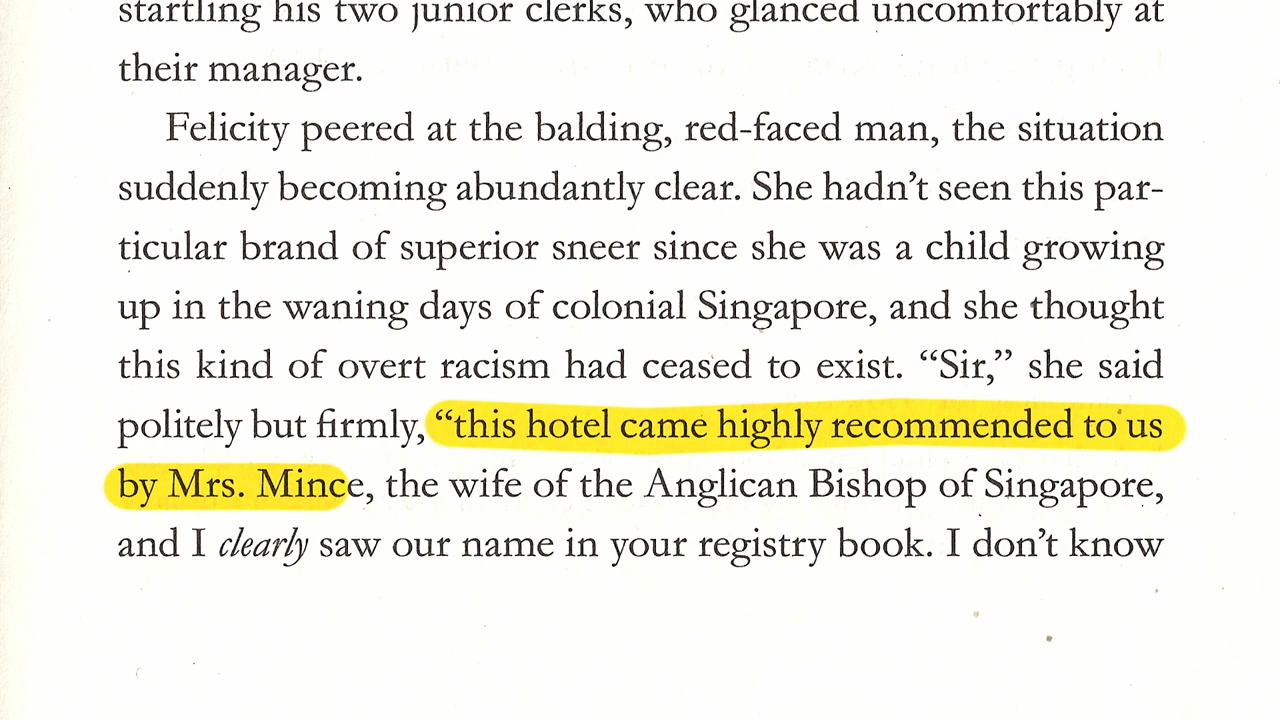 startling his two junior clerks, who glanced uncomfortably at
their manager.
Felicity peered at the balding, red-faced man, the situation
suddenly becoming abundantly clear. She hadn’t seen this par-
ticular brand of superior sneer since she was a child growing
up in the waning days of colonial Singapore, and she thought
this kind of overt racism had ceased to exist. “Sir,” she said
politely but firmly, “this hotel came highly recommended to us
by Mrs. Mince, the wife of the Anglican Bishop of Singapore,
and I clearly saw our name in your registry book. I don’t know